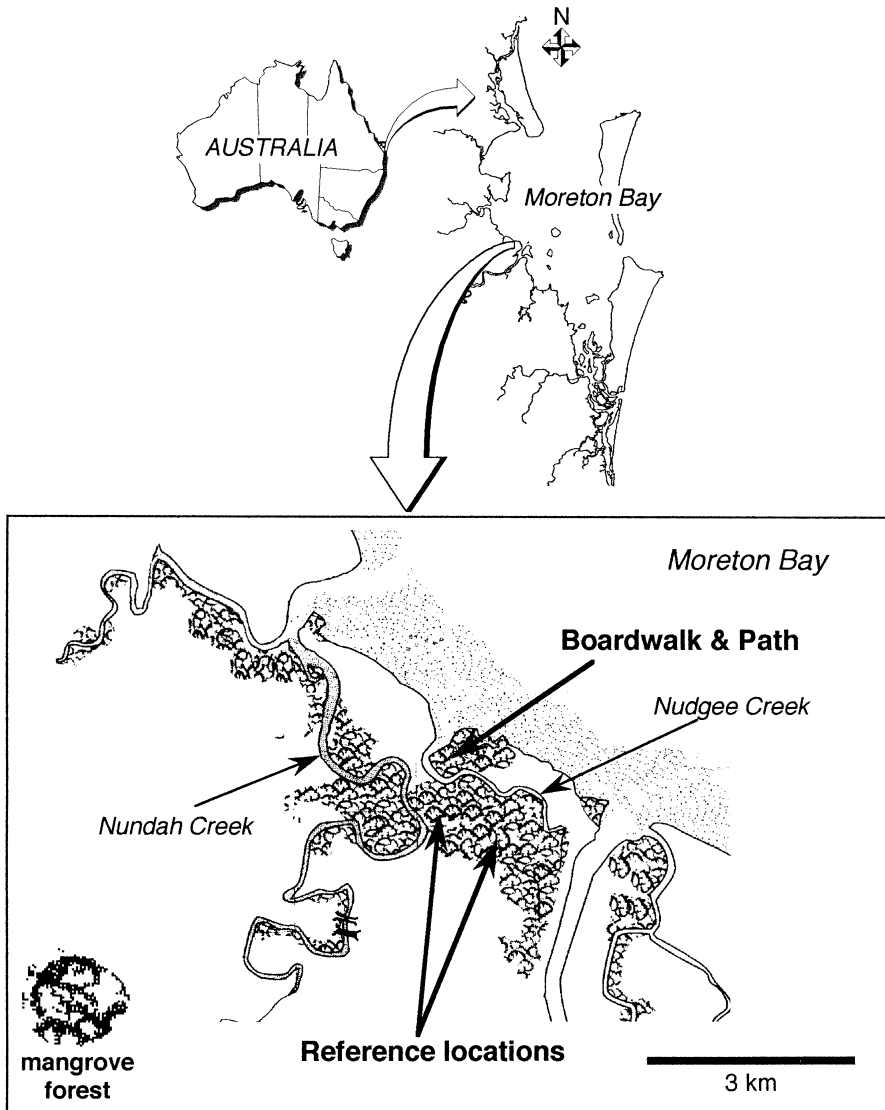 N
AUSTRALIA
Moreton Bay
Moreton Bay
Boardwalk & Path
Nudgee Creek
Nundah Creek
Reference locations
mangrove
forest
3 km